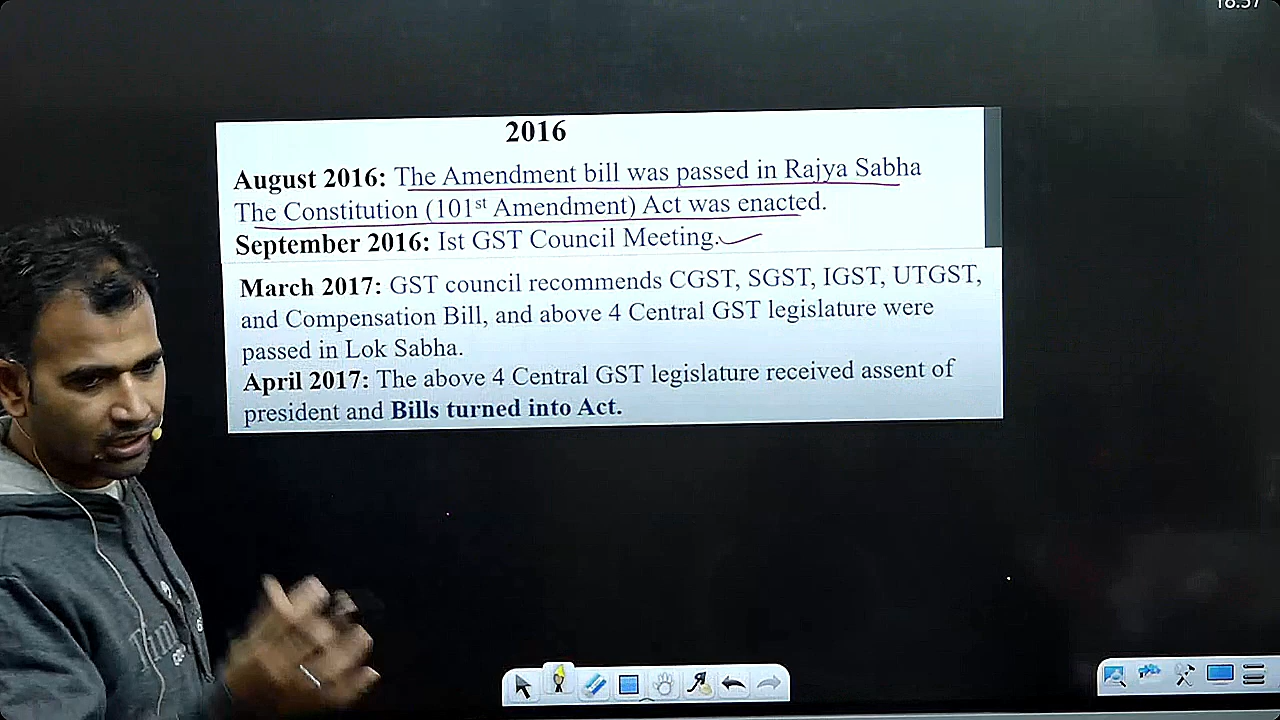 18:57
2016
August 2016: The Amendment bill was passed in Rajya Sabha
The Constitution (101st Amendment) Act was enacted.
September 2016: Ist GST Council Meeting.
March 2017: GST council recommends CGST, SGST, IGST, UTGST,
and Compensation Bill, and above 4 Central GST legislature were
passed in Lok Sabha.
April 2017: The above 4 Central GST legislature received assent of
president and Bills turned into Act.